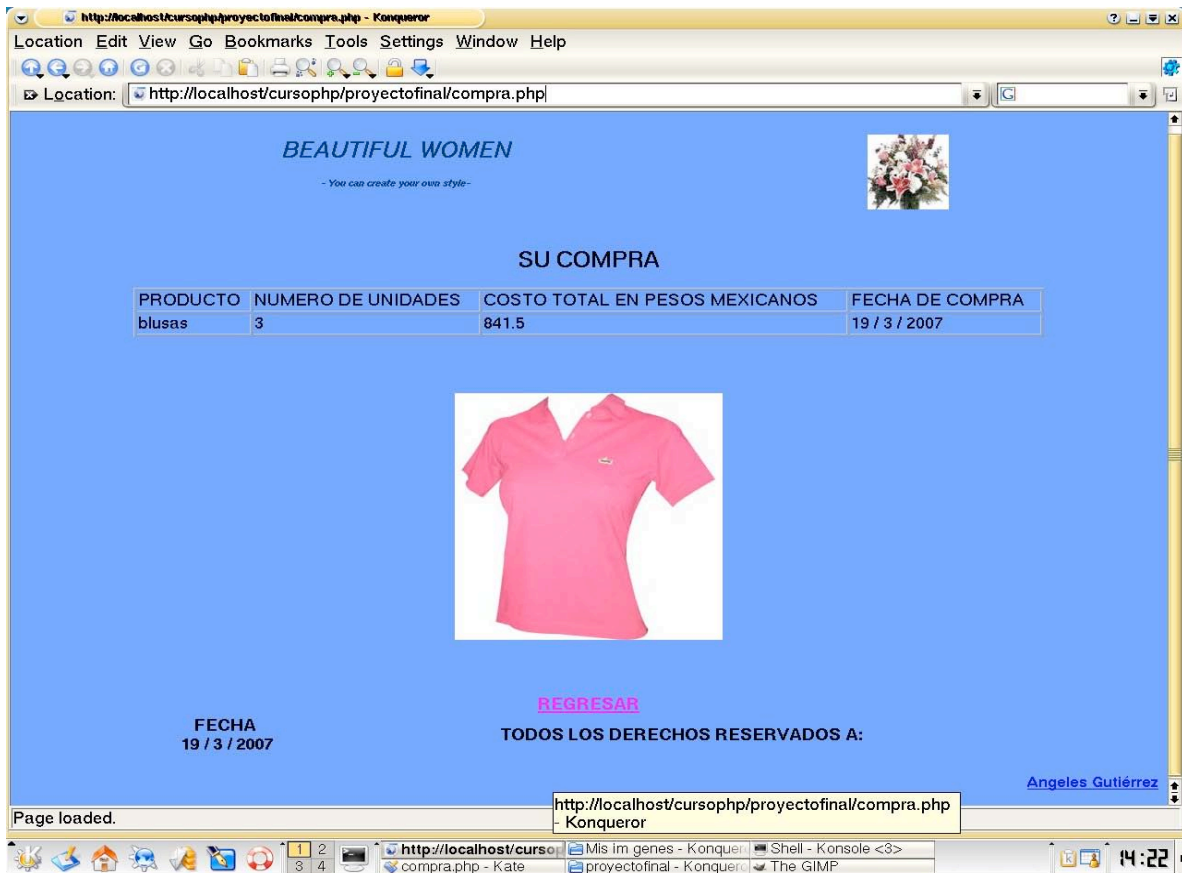 http://localhost/cursophp/proyectofinal/compra.php - Konqueror
Location Edit View Go Bookmarks Tools Settings Window Help
Location: http://localhost/cursophp/proyectofinal/compra.php
BEAUTIFUL WOMEN
- You can create your own style-
SU COMPRA
PRODUCTO NUMERO DE UNIDADES COSTO TOTAL EN PESOS MEXICANOS FECHA DE COMPRA
blusas 3 841.5 19 / 3 / 2007
REGRESAR
FECHA
19 / 3 / 2007
TODOS LOS DERECHOS RESERVADOS A:
Angeles Gutiérrez
http://localhost/cursophp/proyectofinal/compra.php
- Konqueror
Page loaded.
1 2 http://localhost/curso Mis im genes - Konquer Shell - Konsole <3>
3 4 compra.php - Kate proyectofinal - Konquero The GIMP
14:22